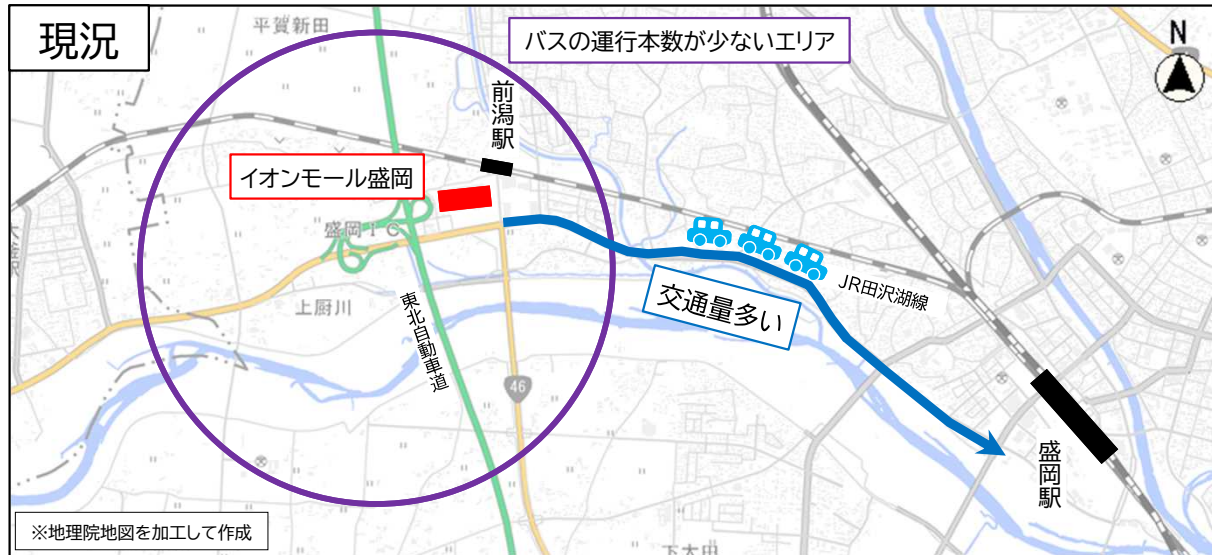 現況
平賀新田
バスの運行本数が少ないエリア
N
前潟駅
イオンモール盛岡
盛岡IC
JR田沢湖線
交通量多い
上厨川
東北自動車道
46
盛岡駅
※地理院地図を加工して作成
下太田